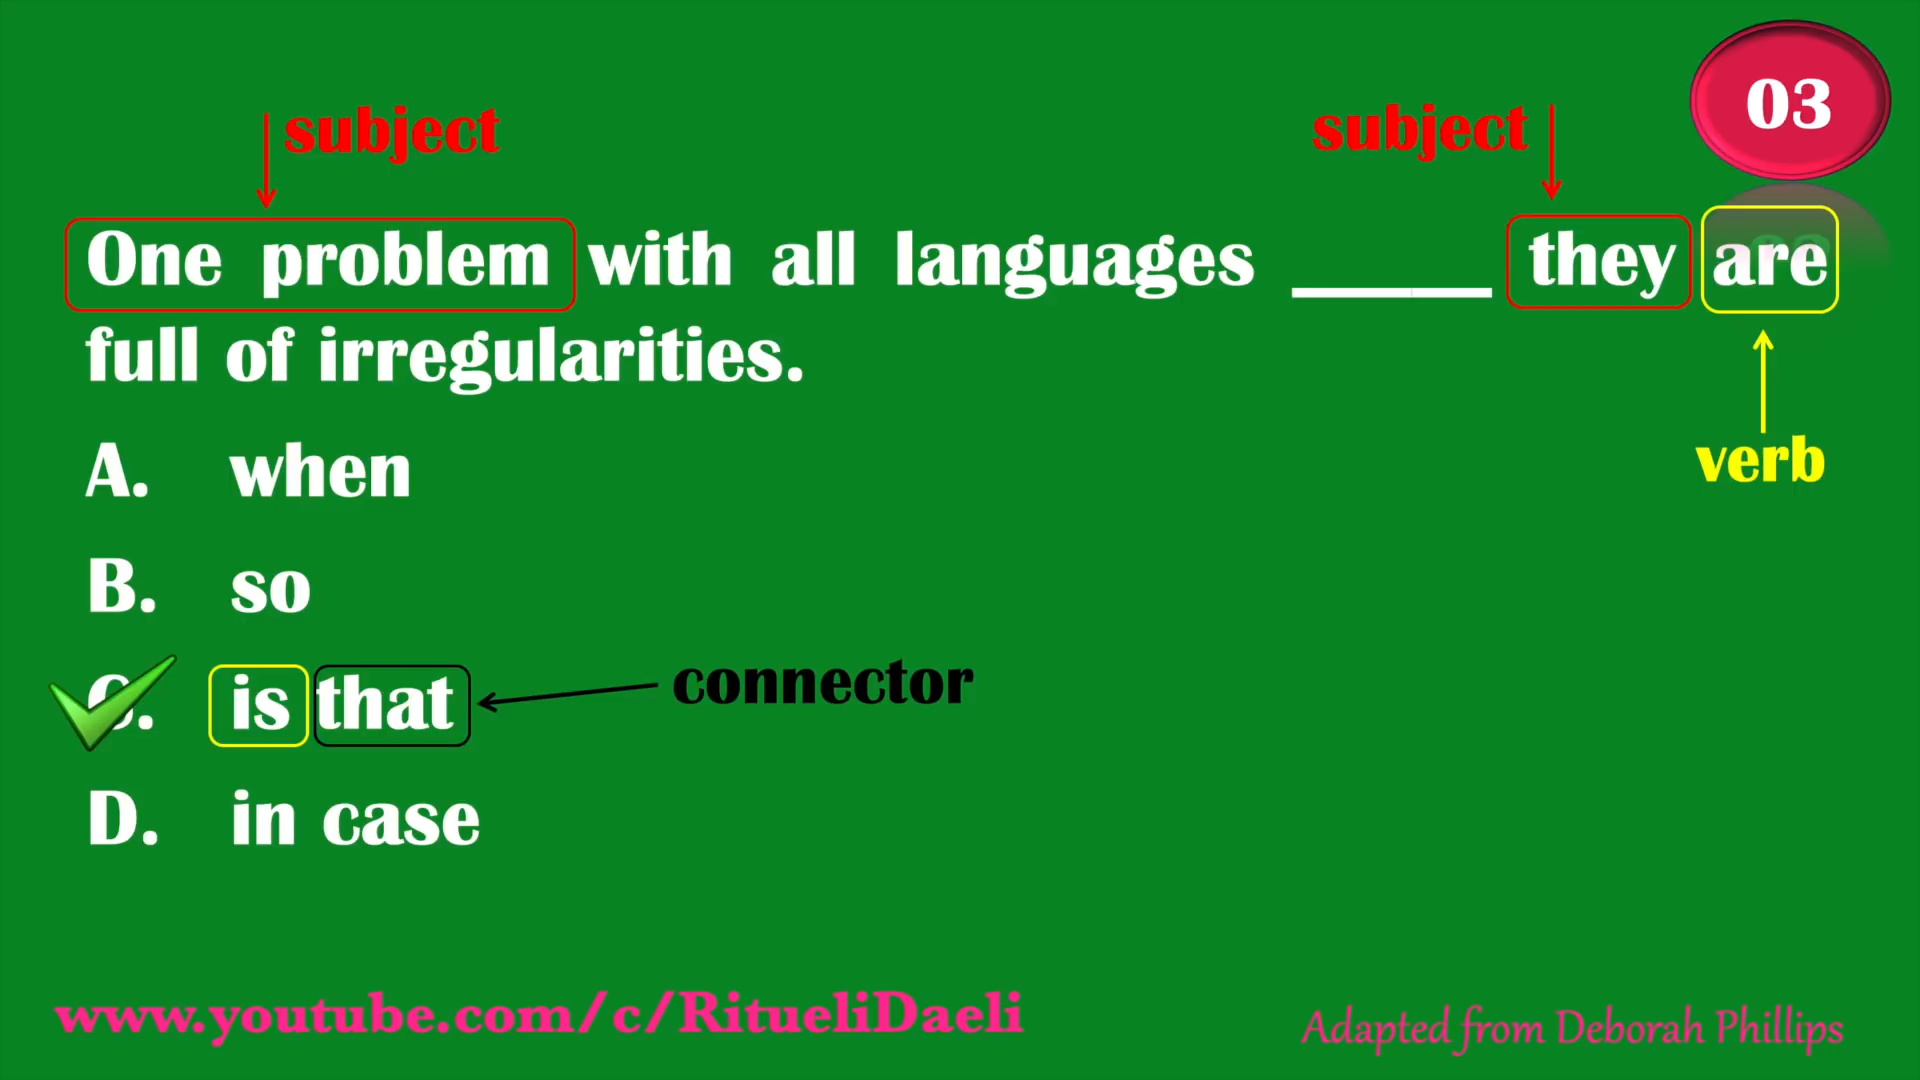 03
subject
subject
One problem with all languages _____ they are
full of irregularities.
verb
A. when
B. so
C. is that
connector
D. in case
www.youtube.com/c/RitueliDaeli
Adapted from Deborah Phillips